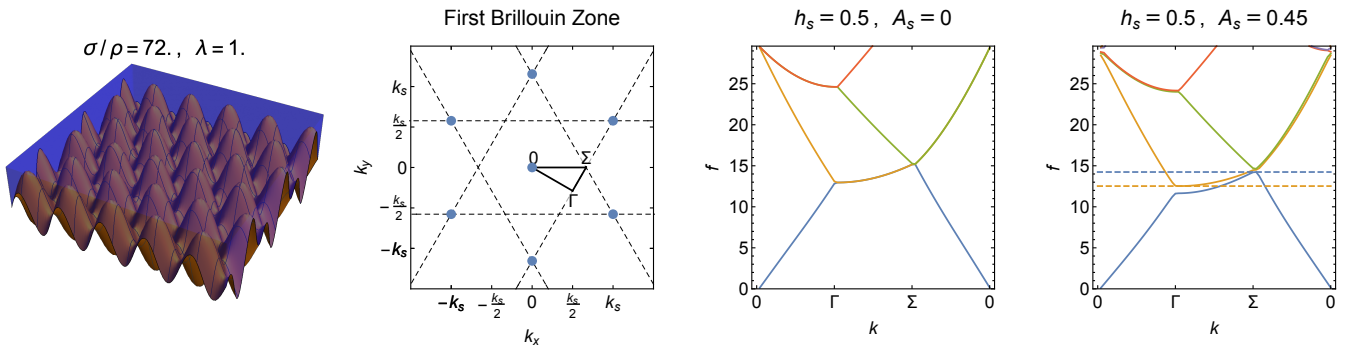 σ/ρ=72., λ=1.
First Brillouin Zone
k_s
k_s/2
0
-k_s/2
-k_s
k_y
0
Σ
Γ
-k_s
-k_s/2
0
k_s/2
k_s
k_x
h_s=0.5, A_s=0
25
20
15
10
5
0
f
0
Γ
Σ
0
k
h_s=0.5, A_s=0.45
25
20
15
10
5
0
f
0
Γ
Σ
0
k